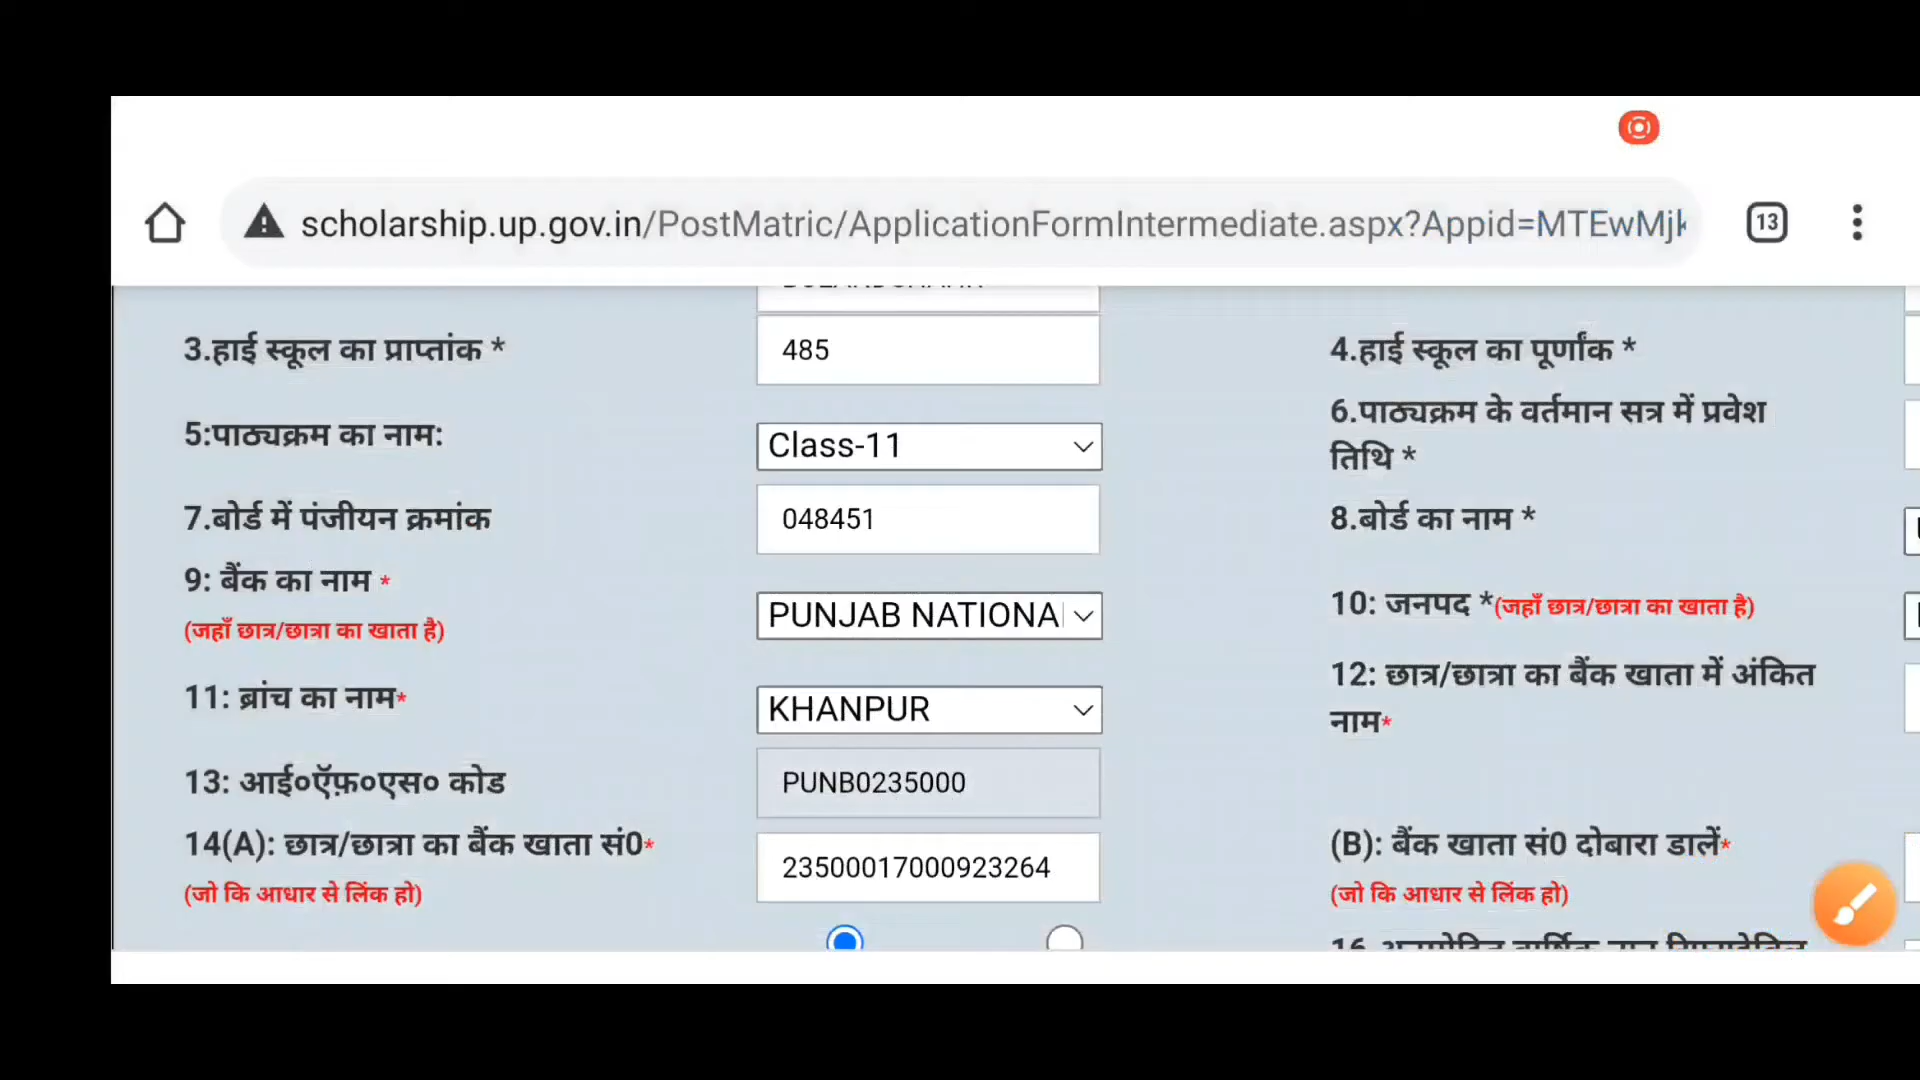 13
scholarship.up.gov.in/PostMatric/ApplicationFormIntermediate.aspx?Appid=MTEwMjk
3.हाई स्कूल का प्राप्तांक * 485 4.हाई स्कूल का पूर्णांक *
5:पाठ्यक्रम का नाम: Class-11 6.पाठ्यक्रम के वर्तमान सत्र में प्रवेश
तिथि *
7.बोर्ड में पंजीयन क्रमांक 048451 8.बोर्ड का नाम *
9: बैंक का नाम * PUNJAB NATIONA 10: जनपद *(जहाँ छात्र/छात्रा का खाता है)
(जहाँ छात्र/छात्रा का खाता है)
11: ब्रांच का नाम* KHANPUR 12: छात्र/छात्रा का बैंक खाता में अंकित
नाम*
13: आई०ऍफ़०एस० कोड PUNB0235000
14(A): छात्र/छात्रा का बैंक खाता सं0* 23500017000923264 (B): बैंक खाता सं0 दोबारा डालें*
(जो कि आधार से लिंक हो) (जो कि आधार से लिंक हो)